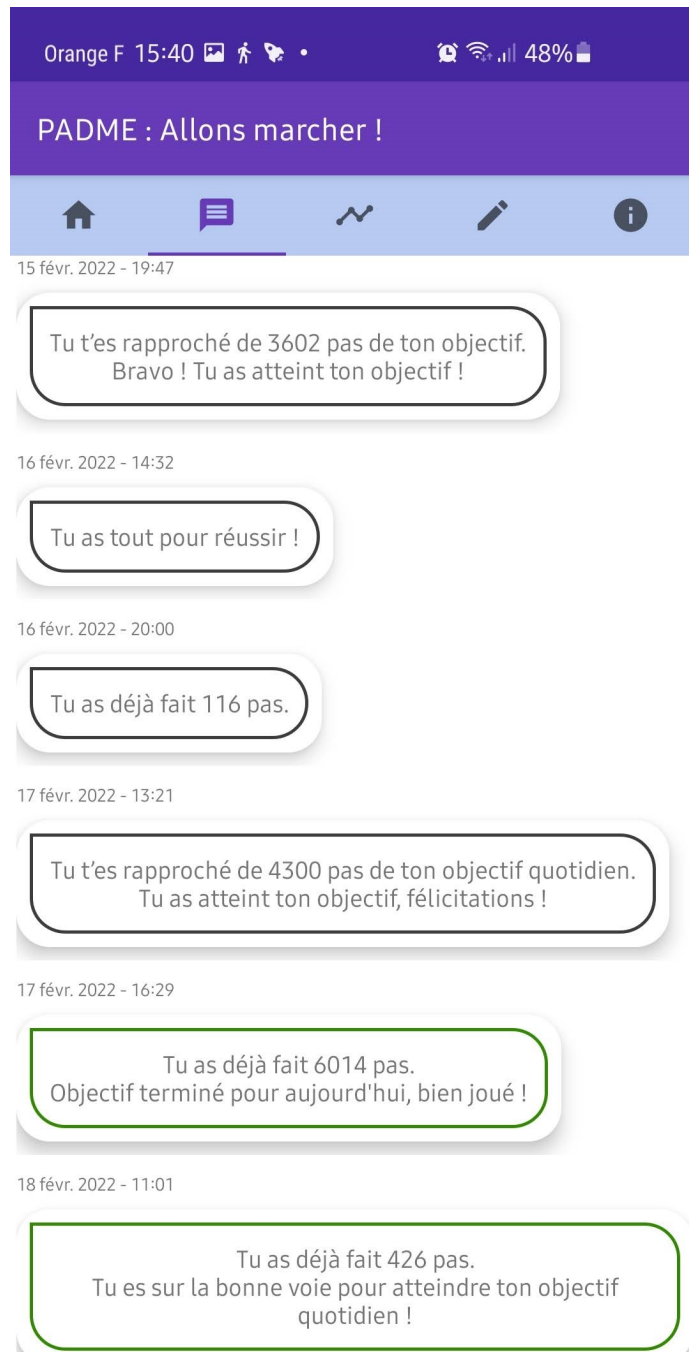 Orange F 15:40 48%
PADME : Allons marcher !
15 févr. 2022 - 19:47
Tu t’es rapproché de 3602 pas de ton objectif.
Bravo ! Tu as atteint ton objectif !
16 févr. 2022 - 14:32
Tu as tout pour réussir !
16 févr. 2022 - 20:00
Tu as déjà fait 116 pas.
17 févr. 2022 - 13:21
Tu t’es rapproché de 4300 pas de ton objectif quotidien.
Tu as atteint ton objectif, félicitations !
17 févr. 2022 - 16:29
Tu as déjà fait 6014 pas.
Objectif terminé pour aujourd'hui, bien joué !
18 févr. 2022 - 11:01
Tu as déjà fait 426 pas.
Tu es sur la bonne voie pour atteindre ton objectif
quotidien !